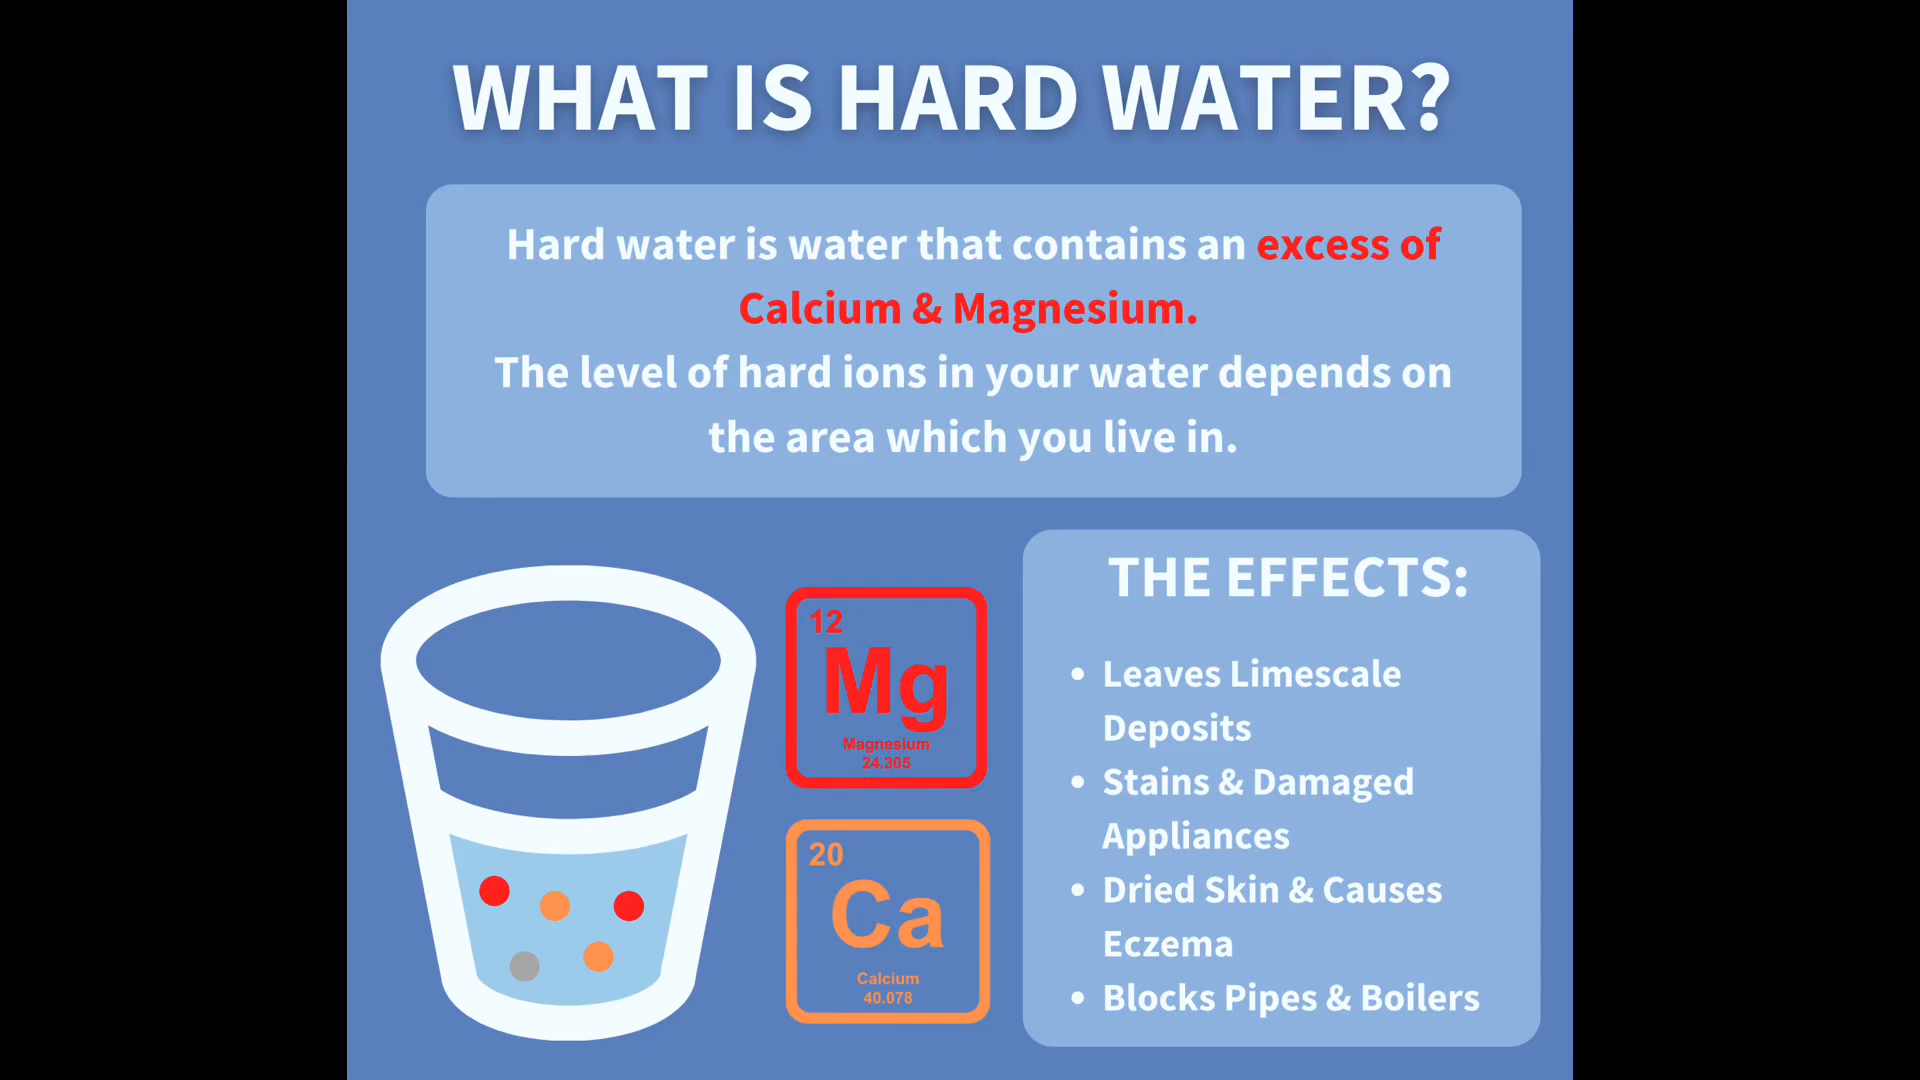 WHAT IS HARD WATER?
Hard water is water that contains an excess of
Calcium & Magnesium.
The level of hard ions in your water depends on
the area which you live in.
12
Mg
Magnesium
24.305
20
Ca
Calcium
40.078
THE EFFECTS:
• Leaves Limescale
Deposits
• Stains & Damaged
Appliances
• Dried Skin & Causes
Eczema
• Blocks Pipes & Boilers